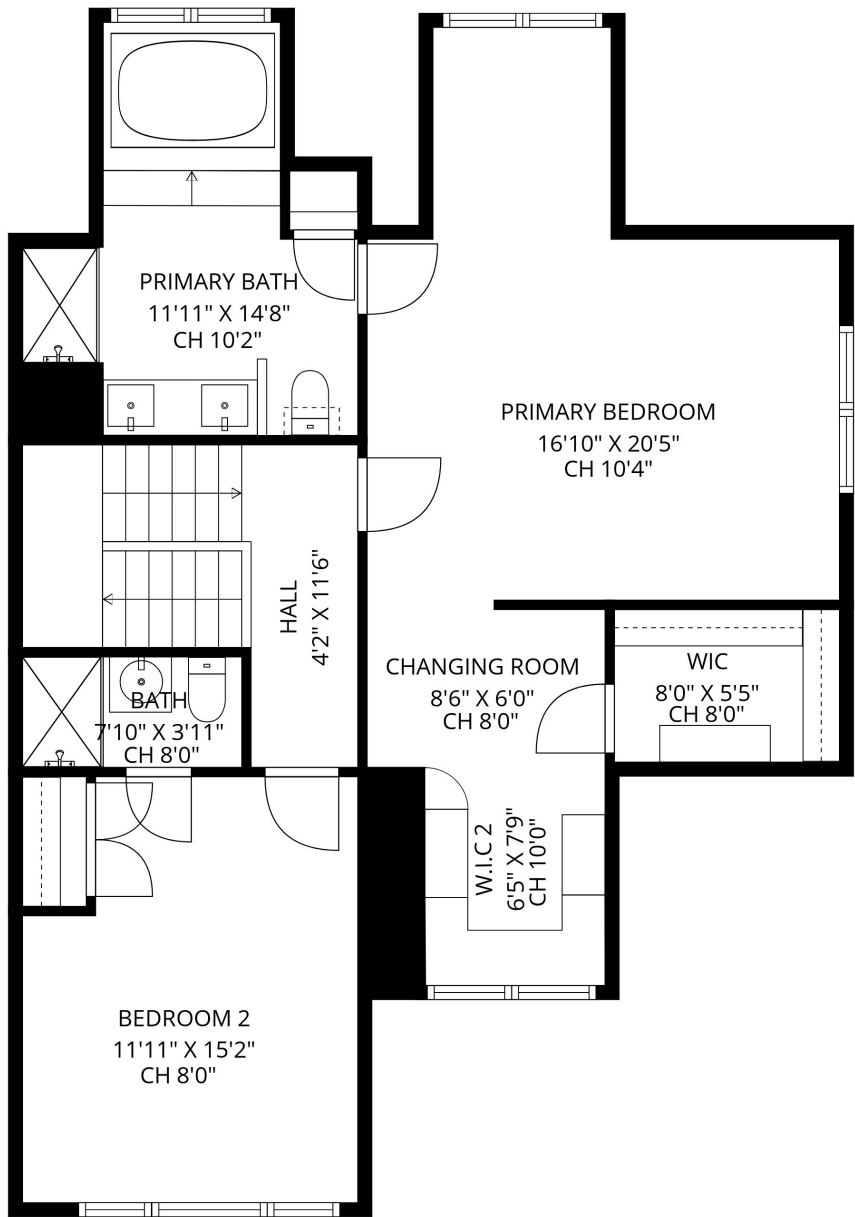 PRIMARY BATH
11'11" X 14'8"
CH 10'2"
PRIMARY BEDROOM
16'10" X 20'5"
CH 10'4"
HALL
4'2" X 11'6"
CHANGING ROOM
8'6" X 6'0"
CH 8'0"
WIC
8'0" X 5'5"
CH 8'0"
BATH
7'10" X 3'11"
CH 8'0"
W.I.C 2
6'5" X 7'9"
CH 10'0"
BEDROOM 2
11'11" X 15'2"
CH 8'0"